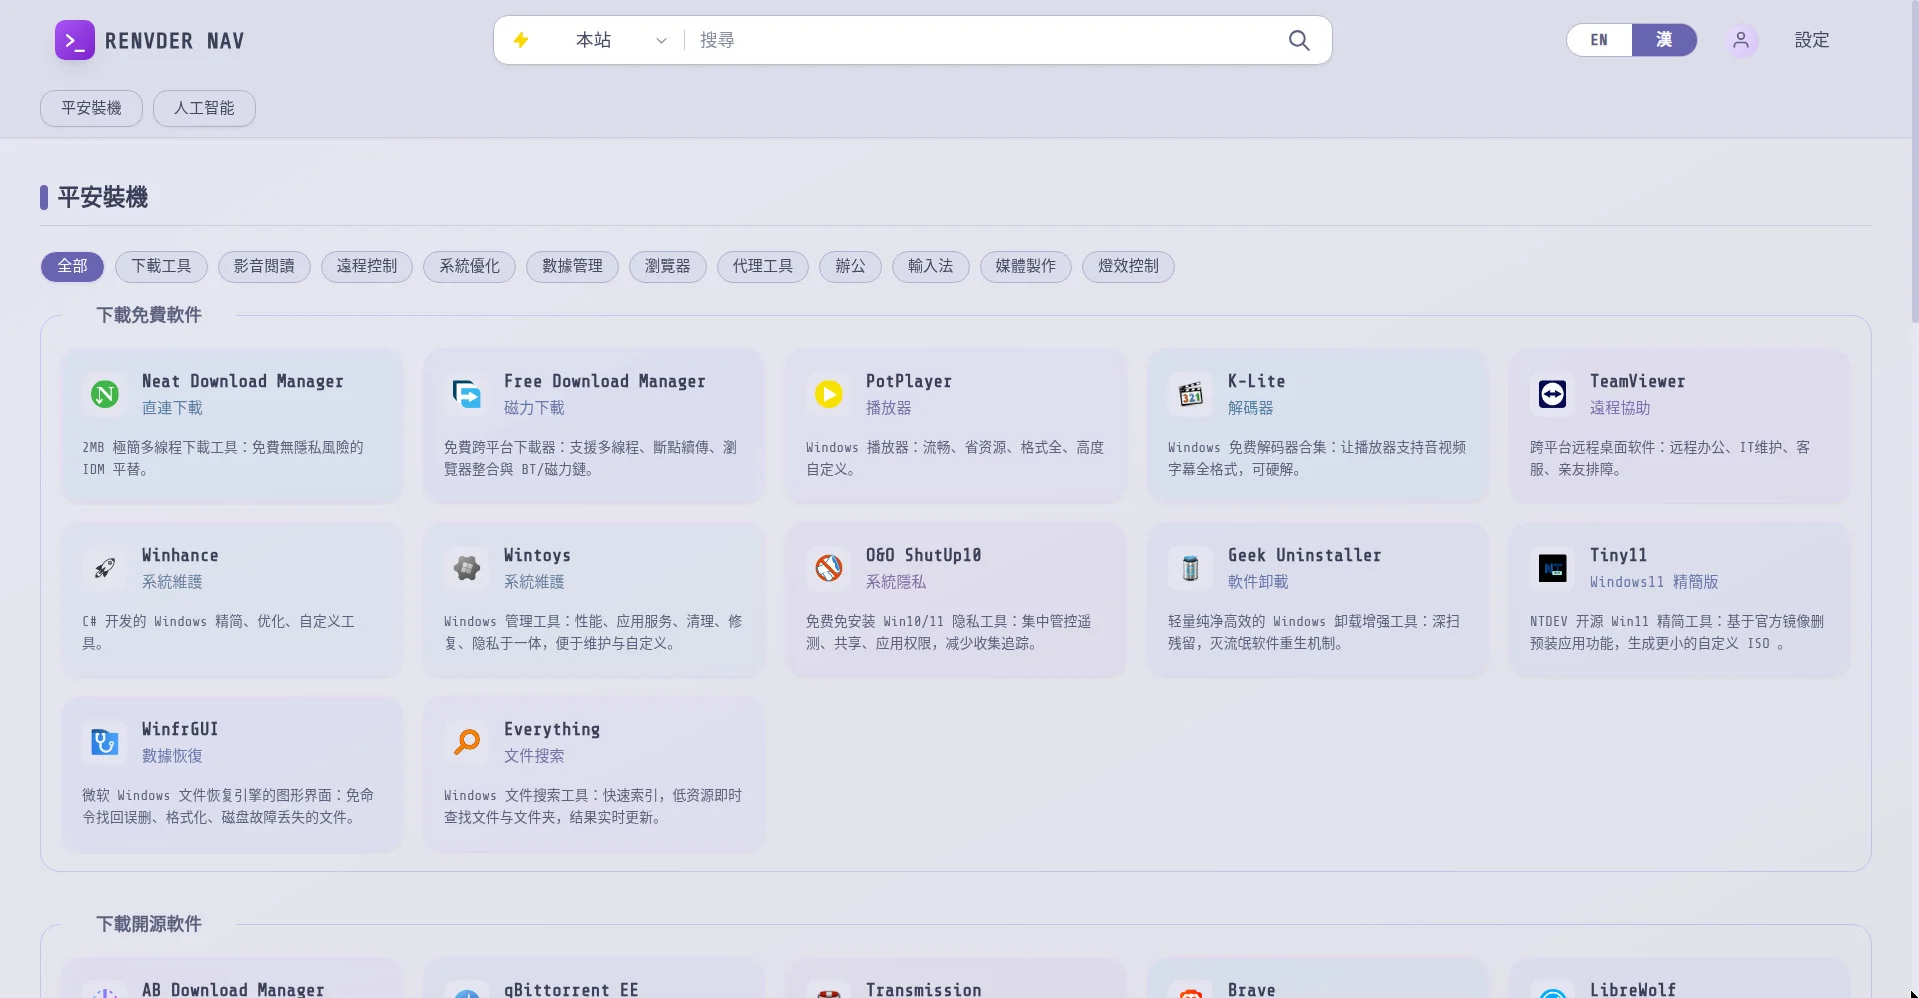 >_ RENVDER NAV
本站
搜尋
EN
漢
設定
平安裝機
人工智能
平安裝機
全部
下載工具
影音閱讀
遠程控制
系統優化
數據管理
瀏覽器
代理工具
辦公
輸入法
媒體製作
燈效控制
下載免費軟件
Neat Download Manager
直連下載
2MB 極簡多線程下載工具：免費無隱私風險的
IDM 平替。
Free Download Manager
磁力下載
免費跨平台下載器：支援多線程、斷點續傳、瀏
覽器整合與 BT/磁力鏈。
PotPlayer
播放器
Windows 播放器：流畅、省资源、格式全、高度
自定义。
K-Lite
解碼器
Windows 免费解码器合集：让播放器支持音视频
字幕全格式，可硬解。
TeamViewer
遠程協助
跨平台远程桌面软件：远程办公、IT维护、客
服、亲友排障。
Winhance
系統維護
C# 开发的 Windows 精简、优化、自定义工
具。
Wintoys
系統維護
Windows 管理工具：性能、应用服务、清理、修
复、隐私于一体，便于维护与自定义。
O&O ShutUp10
系統隱私
免费免安装 Win10/11 隐私工具：集中管控遥
测、共享、应用权限，减少收集追踪。
Geek Uninstaller
軟件卸載
轻量纯净高效的 Windows 卸载增强工具：深扫
残留，灭流氓软件重生机制。
Tiny11
Windows11 精簡版
NTDEV 开源 Win11 精简工具：基于官方镜像删
预装应用功能，生成更小的自定义 ISO 。
WinfrGUI
數據恢復
微软 Windows 文件恢复引擎的图形界面：免命
令找回误删、格式化、磁盘故障丢失的文件。
Everything
文件搜索
Windows 文件搜索工具：快速索引，低资源即时
查找文件与文件夹，结果实时更新。
下載開源軟件
AB Download Manager
qBittorrent EE
Transmission
Brave
LibreWolf